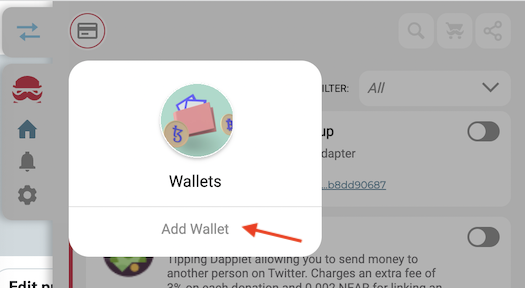 FILTER: All
up
dapter
...b8dd90687
Wallets
Add Wallet
Tipping Dapplet allowing you to send money to
another person on Twitter. Charges an extra fee of
3% on each donation and 0.002 NEAR for linking an
Edit